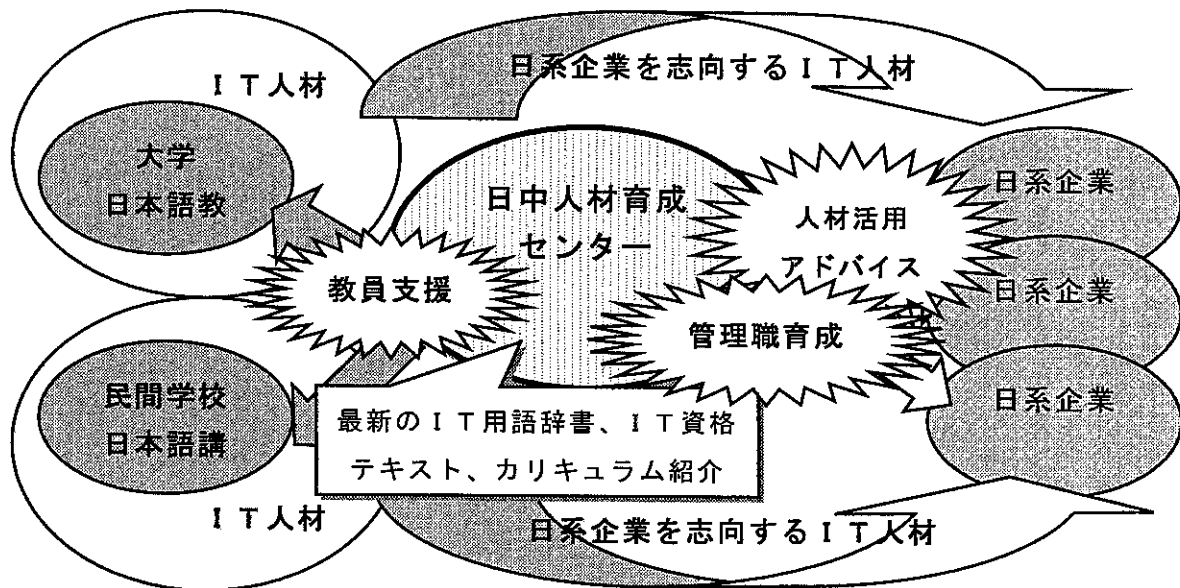 日系企業を志向するＩＴ人材
ＩＴ人材
大学
日本語教
日中人材育成
センター
日系企業
人材活用
アドバイス
教員支援
日系企業
管理職育成
民間学校
日本語講
日系企業
最新のＩＴ用語辞書、ＩＴ資格
テキスト、カリキュラム紹介
ＩＴ人材
日系企業を志向するＩＴ人材